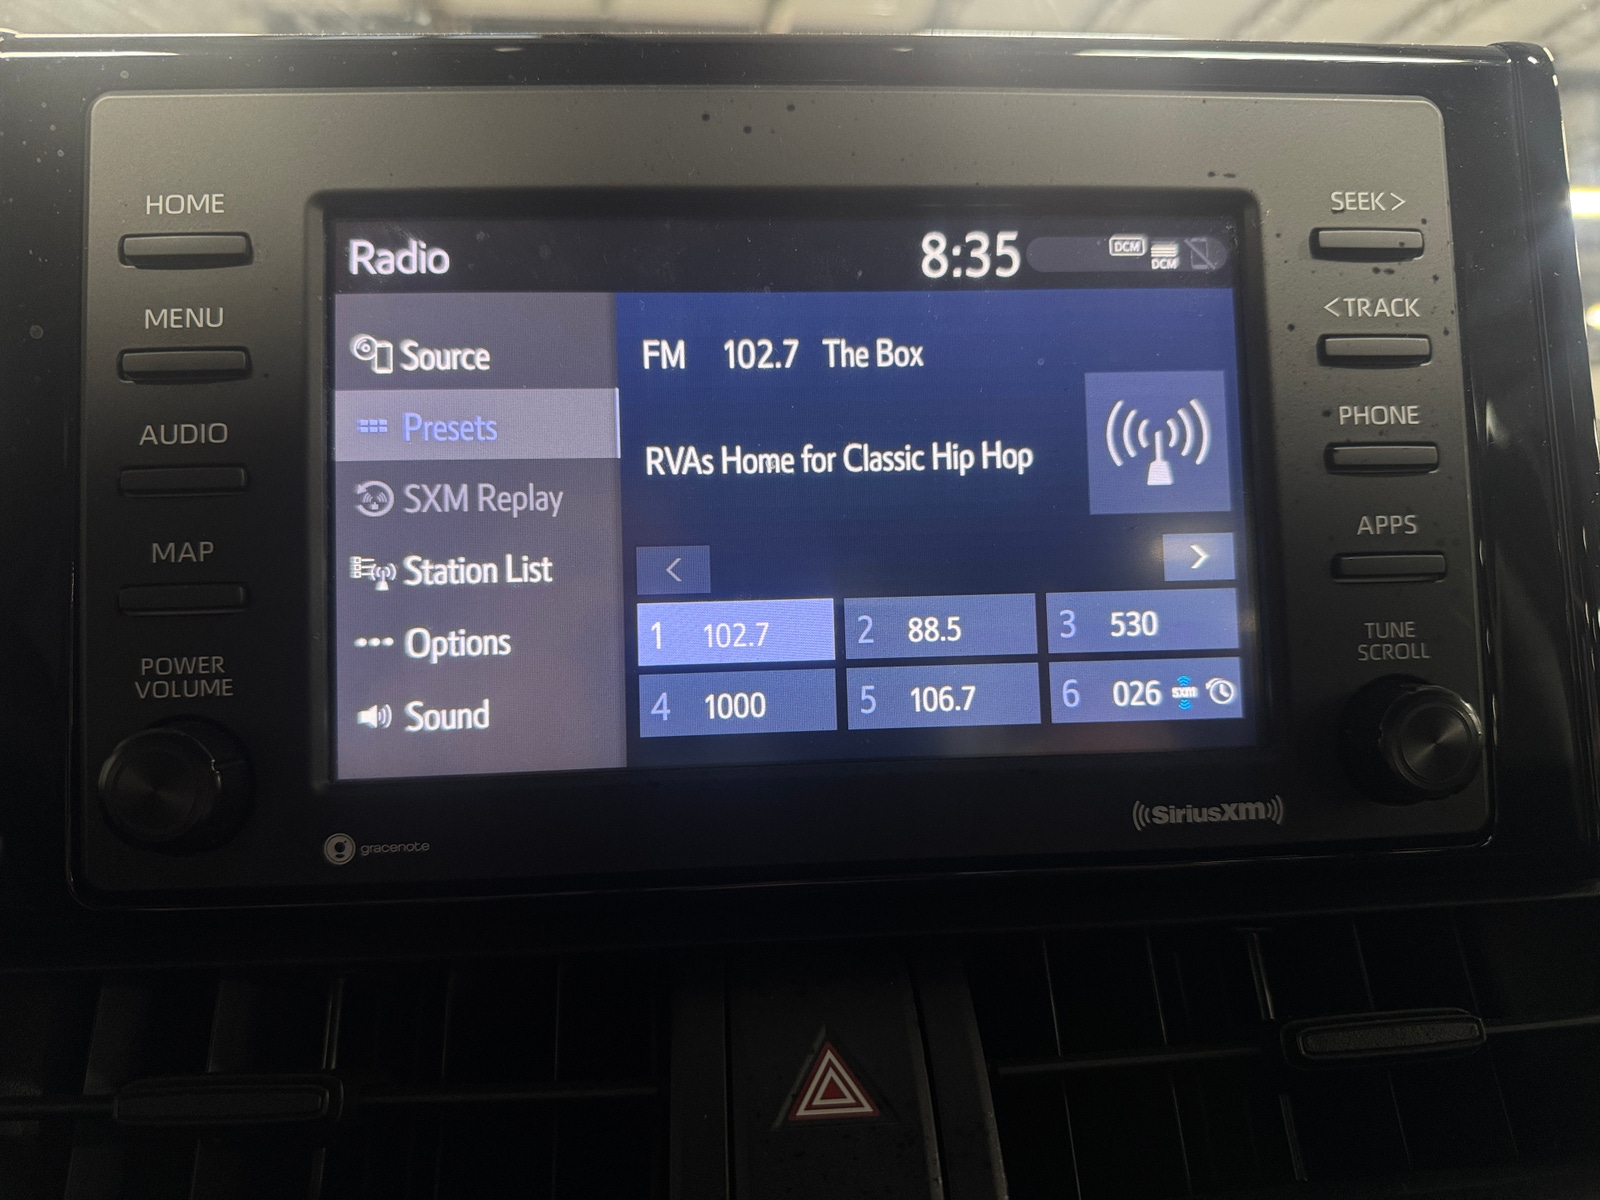 HOME
MENU
AUDIO
MAP
POWER
VOLUME
Radio
8:35
DCM
DCM
Source
Presets
SXM Replay
Station List
Options
Sound
FM 102.7 The Box
RVAs Home for Classic Hip Hop
<
>
1 102.7
2 88.5
3 530
4 1000
5 106.7
6 026 sxm
SEEK >
< TRACK
PHONE
APPS
TUNE
SCROLL
gracenote
SiriusXM